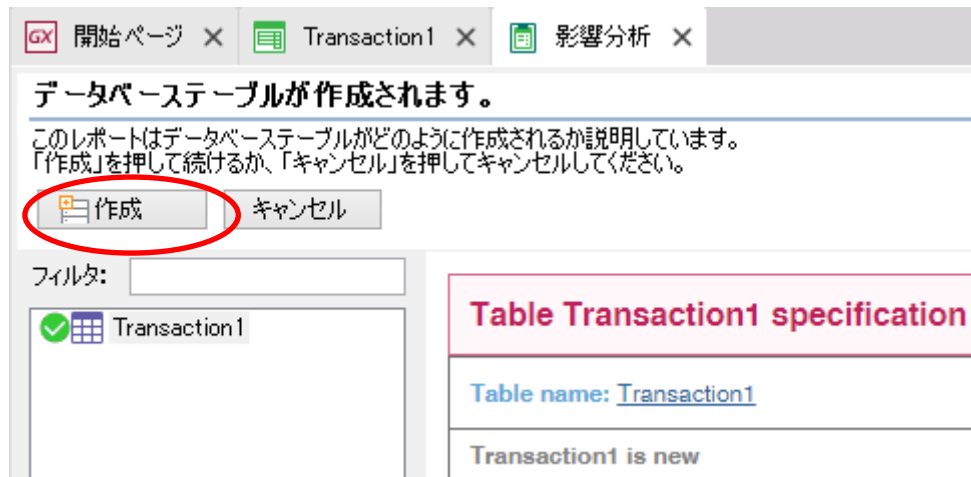 GX 開始ページ Transaction1 影響分析
データベーステーブルが作成されます。
このレポートはデータベーステーブルがどのように作成されるか説明しています。
「作成」を押して続けるか、「キャンセル」を押してキャンセルしてください。
作成 キャンセル
フィルタ:
Transaction1
Table Transaction1 specification
Table name: Transaction1
Transaction1 is new